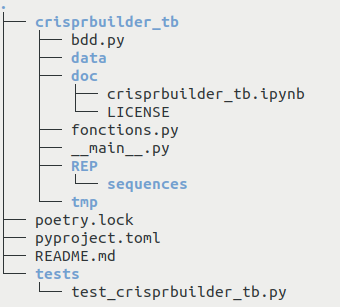 .
crisprbuilder_tb
bdd.py
data
doc
crisprbuilder_tb.ipynb
LICENSE
fonctions.py
__main__.py
REP
sequences
tmp
poetry.lock
pyproject.toml
README.md
tests
test_crisprbuilder_tb.py